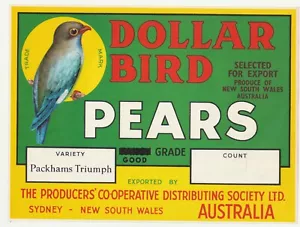 DOLLAR
BIRD
TRADE MARK
SELECTED
FOR EXPORT
PRODUCE OF
NEW SOUTH WALES
AUSTRALIA
PEARS
GOOD GRADE
VARIETY
Packhams Triumph
COUNT
EXPORTED BY
THE PRODUCERS' CO-OPERATIVE DISTRIBUTING SOCIETY LTD.
SYDNEY - NEW SOUTH WALES AUSTRALIA